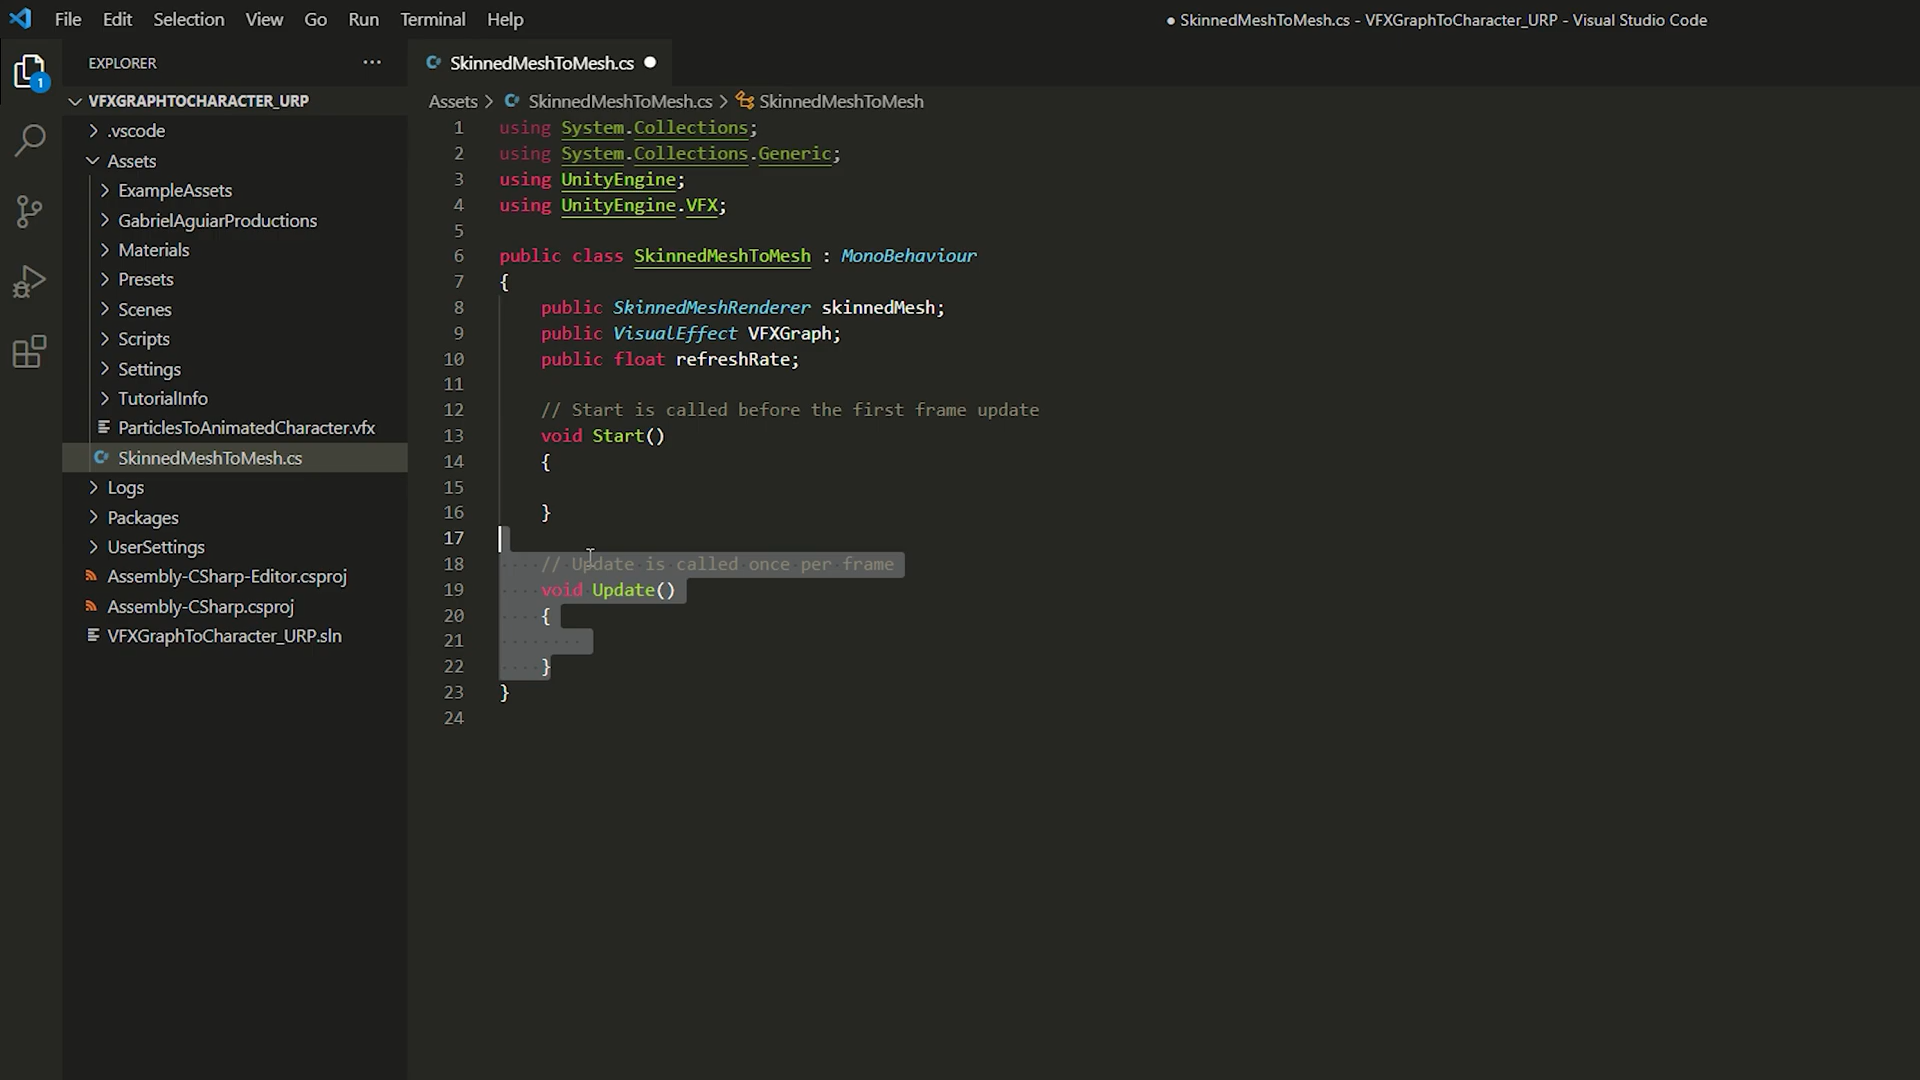 File Edit Selection View Go Run Terminal Help
● SkinnedMeshToMesh.cs - VFXGraphToCharacter_URP - Visual Studio Code
1
EXPLORER ···
VFXGRAPHTOCHARACTER_URP
.vscode
Assets
ExampleAssets
GabrielAguiarProductions
Materials
Presets
Scenes
Scripts
Settings
TutorialInfo
ParticlesToAnimatedCharacter.vfx
SkinnedMeshToMesh.cs
Logs
Packages
UserSettings
Assembly-CSharp-Editor.csproj
Assembly-CSharp.csproj
VFXGraphToCharacter_URP.sln
SkinnedMeshToMesh.cs ●
Assets > SkinnedMeshToMesh.cs > SkinnedMeshToMesh
1 using System.Collections;
2 using System.Collections.Generic;
3 using UnityEngine;
4 using UnityEngine.VFX;
5
6 public class SkinnedMeshToMesh : MonoBehaviour
7 {
8     public SkinnedMeshRenderer skinnedMesh;
9     public VisualEffect VFXGraph;
10     public float refreshRate;
11
12     // Start is called before the first frame update
13     void Start()
14     {
15
16     }
17
18     // Update is called once per frame
19     void Update()
20     {
21
22     }
23 }
24